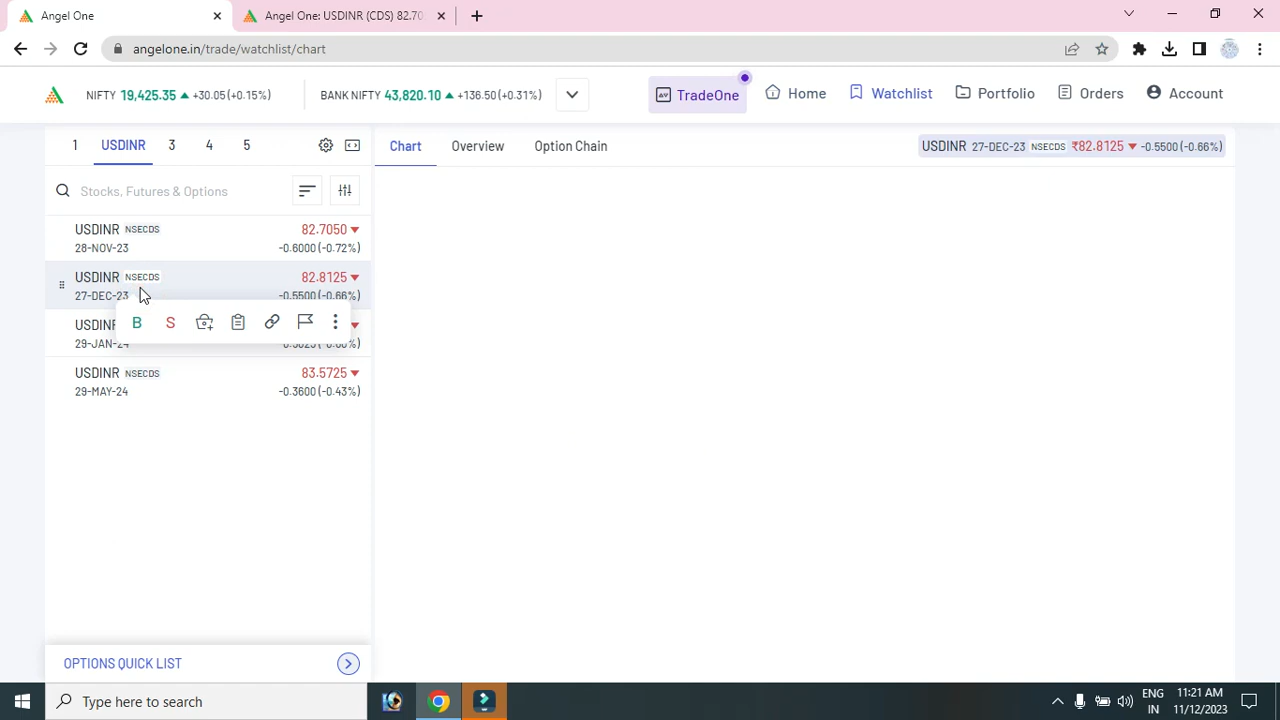 Angel One
Angel One: USDINR (CDS) 82.70
angelone.in/trade/watchlist/chart
NIFTY 19,425.35 +30.05(+0.15%)
BANK NIFTY 43,820.10 +136.50(+0.31%)
TradeOne
Home
Watchlist
Portfolio
Orders
Account
1 USDINR 3 4 5
Chart Overview Option Chain
USDINR 27-DEC-23 NSECDS ₹82.8125 -0.5500(-0.66%)
Stocks, Futures & Options
USDINR NSECDS 82.7050
28-NOV-23 -0.6000(-0.72%)
USDINR NSECDS 82.8125
27-DEC-23 -0.5500(-0.66%)
B S
USDINR
29-JAN-24
USDINR NSECDS 83.5725
29-MAY-24 -0.3600(-0.43%)
OPTIONS QUICK LIST
Type here to search
ENG
IN
11:21 AM
11/12/2023